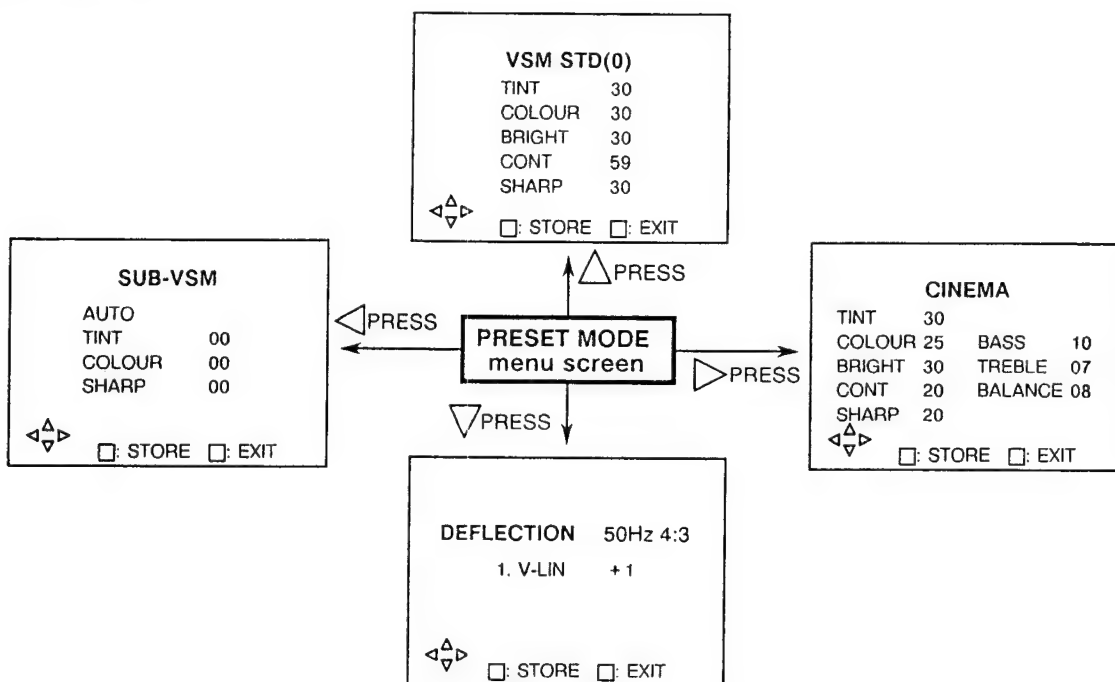 VSM STD(0)
TINT 30
COLOUR 30
BRIGHT 30
CONT 59
SHARP 30
□: STORE □: EXIT
△ PRESS
SUB-VSM
AUTO
TINT 00
COLOUR 00
SHARP 00
□: STORE □: EXIT
◁ PRESS
PRESET MODE
menu screen
▷ PRESS
CINEMA
TINT 30
COLOUR 25 BASS 10
BRIGHT 30 TREBLE 07
CONT 20 BALANCE 08
SHARP 20
□: STORE □: EXIT
▽ PRESS
DEFLECTION 50Hz 4:3
1. V-LIN +1
□: STORE □: EXIT